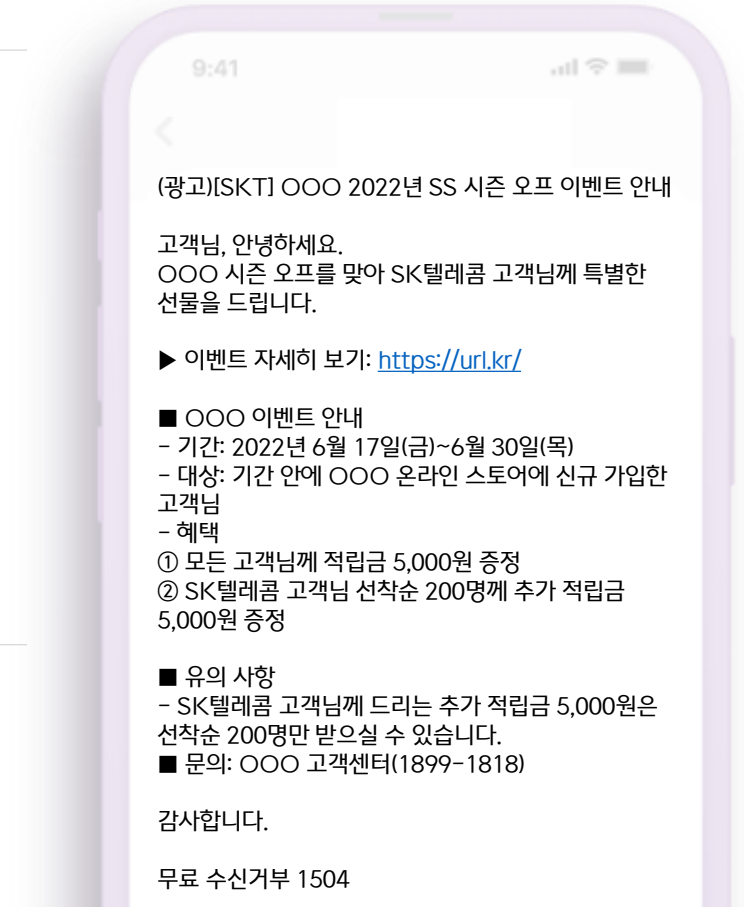 9:41
(광고)[SKT] OOO 2022년 SS 시즌 오프 이벤트 안내
고객님, 안녕하세요.
OOO 시즌 오프를 맞아 SK텔레콤 고객님께 특별한
선물을 드립니다.
▶ 이벤트 자세히 보기: https://url.kr/
■ OOO 이벤트 안내
- 기간: 2022년 6월 17일(금)~6월 30일(목)
- 대상: 기간 안에 OOO 온라인 스토어에 신규 가입한
고객님
- 혜택
① 모든 고객님께 적립금 5,000원 증정
② SK텔레콤 고객님 선착순 200명께 추가 적립금
5,000원 증정
■ 유의 사항
- SK텔레콤 고객님께 드리는 추가 적립금 5,000원은
선착순 200명만 받으실 수 있습니다.
■ 문의: OOO 고객센터(1899-1818)
감사합니다.
무료 수신거부 1504